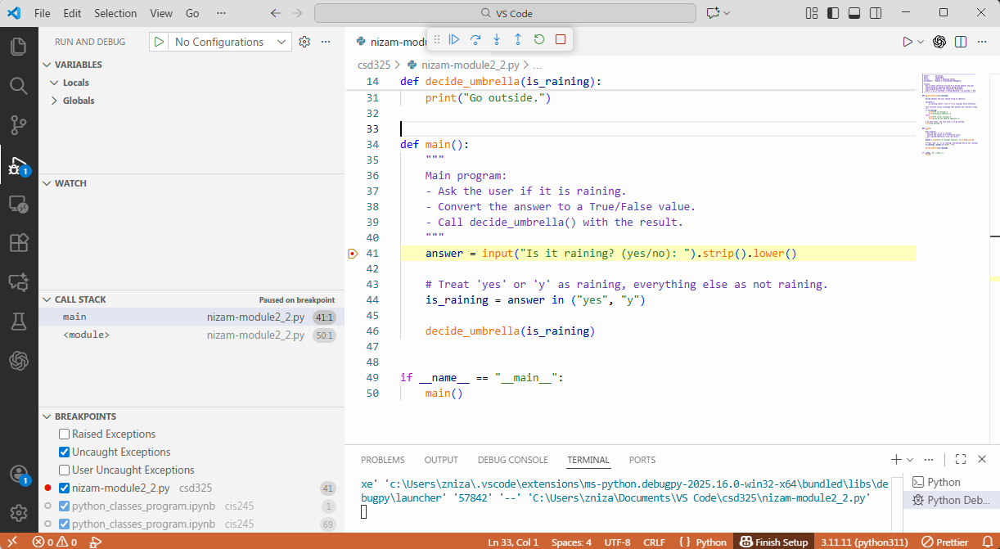 File Edit Selection View Go ··· VS Code
RUN AND DEBUG No Configurations ···
VARIABLES
Locals
Globals
WATCH
CALL STACK Paused on breakpoint
main nizam-module2_2.py 41:1
<module> nizam-module2_2.py 50:1
BREAKPOINTS
Raised Exceptions
Uncaught Exceptions
User Uncaught Exceptions
nizam-module2_2.py csd325 41
python_classes_program.ipynb cis245 1
python_classes_program.ipynb cis245 69
1
1
nizam-modu
csd325 > nizam-module2_2.py > ...
14 def decide_umbrella(is_raining):
31 print("Go outside.")
32
33
34 def main():
35 """
36 Main program:
37 - Ask the user if it is raining.
38 - Convert the answer to a True/False value.
39 - Call decide_umbrella() with the result.
40 """
41 answer = input("Is it raining? (yes/no): ").strip().lower()
42
43 # Treat 'yes' or 'y' as raining, everything else as not raining.
44 is_raining = answer in ("yes", "y")
45
46 decide_umbrella(is_raining)
47
48
49 if __name__ == "__main__":
50 main()
PROBLEMS OUTPUT DEBUG CONSOLE TERMINAL PORTS
xe' 'c:\Users\zniza\.vscode\extensions\ms-python.debugpy-2025.16.0-win32-x64\bundled\libs\de
bugpy\launcher' '57842' '--' 'C:\Users\zniza\Documents\VS Code\csd325\nizam-module2_2.py'
Python
Python Deb...
0 0 Ln 33, Col 1 Spaces: 4 UTF-8 CRLF { } Python Finish Setup 3.11.11 (python311) Prettier